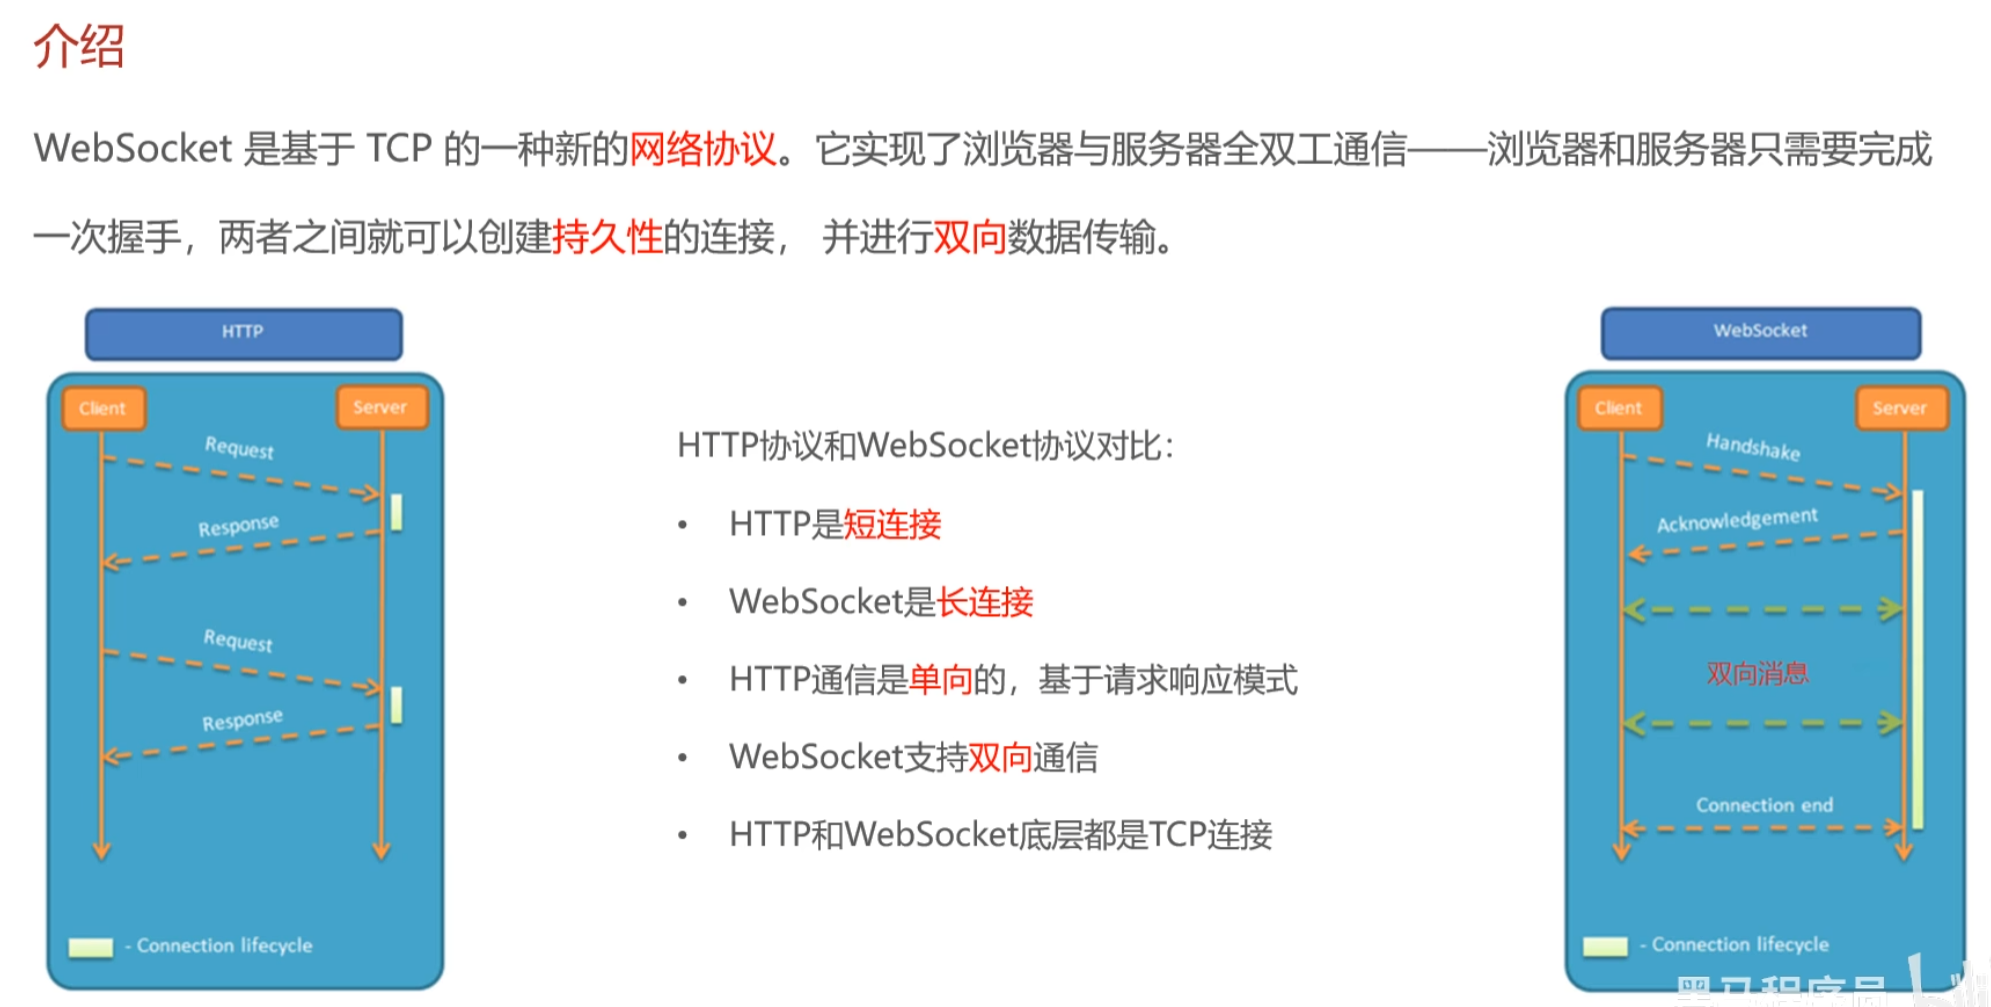 介绍
WebSocket 是基于 TCP 的一种新的网络协议。它实现了浏览器与服务器全双工通信——浏览器和服务器只需要完成
一次握手，两者之间就可以创建持久性的连接， 并进行双向数据传输。
HTTP
Client
Server
Request
Response
Request
Response
- Connection lifecycle
HTTP协议和WebSocket协议对比：
• HTTP是短连接
• WebSocket是长连接
• HTTP通信是单向的，基于请求响应模式
• WebSocket支持双向通信
• HTTP和WebSocket底层都是TCP连接
WebSocket
Client
Server
Handshake
Acknowledgement
双向消息
Connection end
- Connection lifecycle
黑马程序员